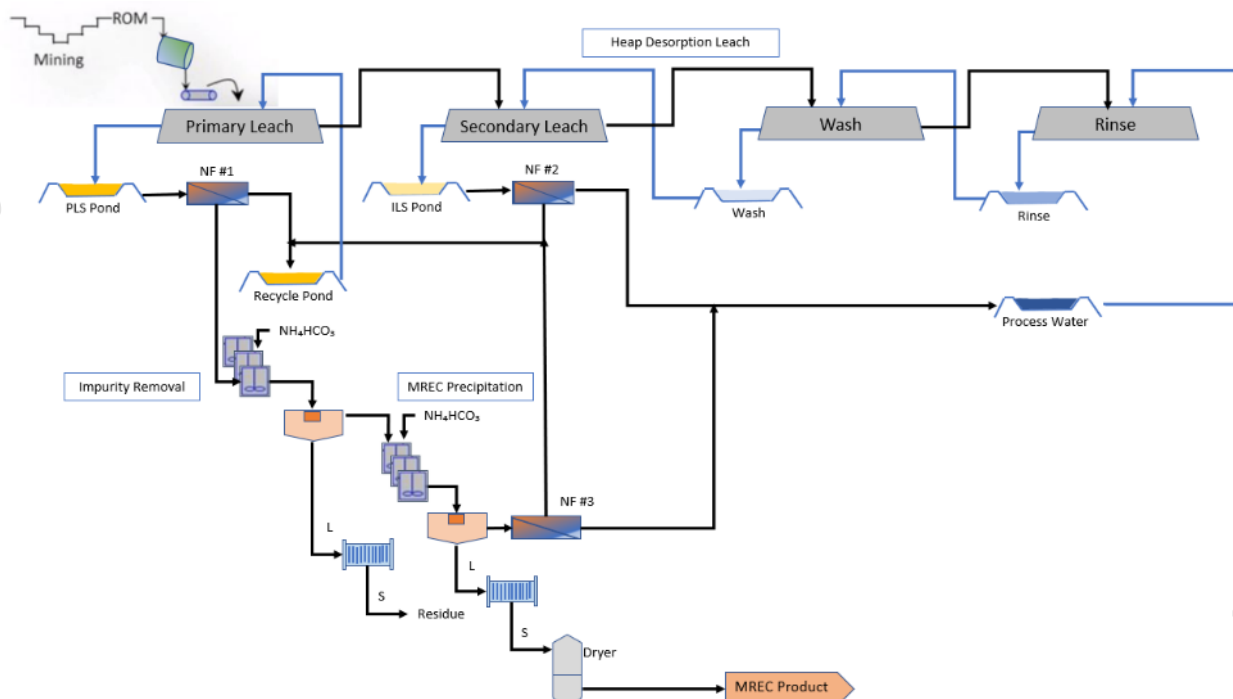 ROM
Mining
Heap Desorption Leach
Primary Leach
Secondary Leach
Wash
Rinse
NF #1
NF #2
PLS Pond
ILS Pond
Wash
Rinse
Recycle Pond
Process Water
NH₄HCO₃
Impurity Removal
MREC Precipitation
NH₄HCO₃
NF #3
L
L
S
Residue
S
Dryer
MREC Product